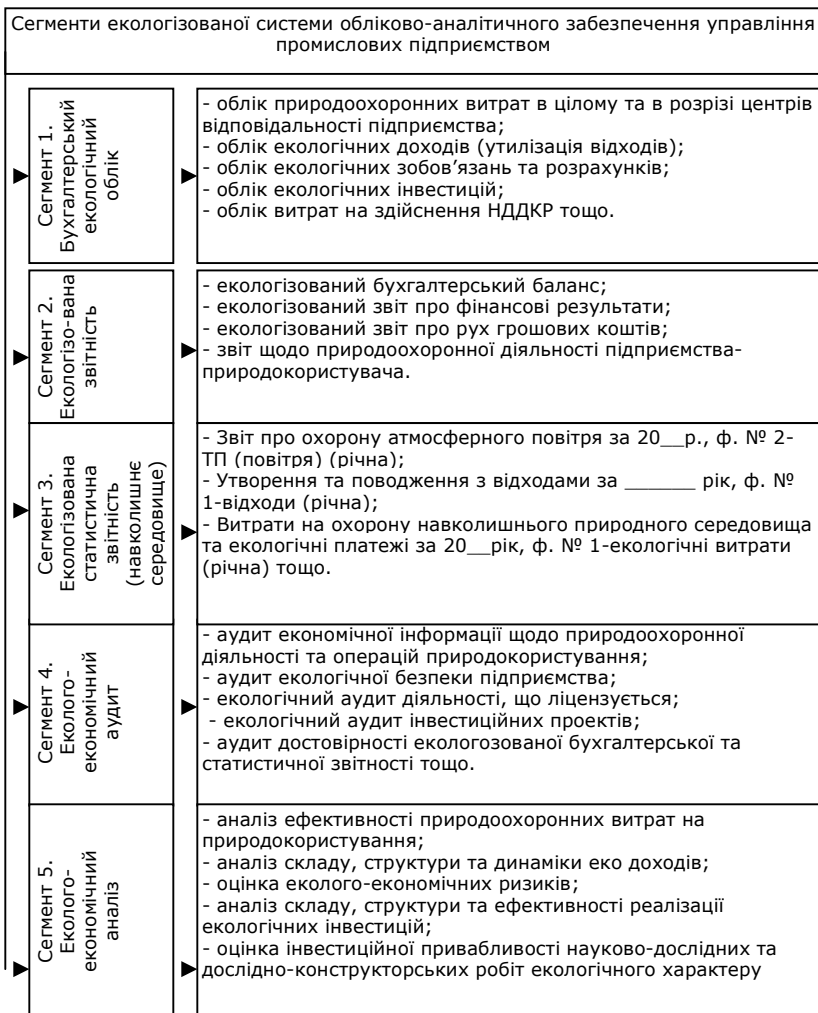 Сегменти екологізованої системи обліково-аналітичного забезпечення управління
промислових підприємством
Сегмент 1.
Бухгалтерський
екологічний
облік
- облік природоохоронних витрат в цілому та в розрізі центрів
відповідальності підприємства;
- облік екологічних доходів (утилізація відходів);
- облік екологічних зобов’язань та розрахунків;
- облік екологічних інвестицій;
- облік витрат на здійснення НДДКР тощо.
Сегмент 2.
Екологізо-вана
звітність
- екологізований бухгалтерський баланс;
- екологізований звіт про фінансові результати;
- екологізований звіт про рух грошових коштів;
- звіт щодо природоохоронної діяльності підприємства-
природокористувача.
Сегмент 3.
Екологізована
статистична
звітність
(навколишнє
середовище)
- Звіт про охорону атмосферного повітря за 20__р., ф. № 2-
ТП (повітря) (річна);
- Утворення та поводження з відходами за ______ рік, ф. №
1-відходи (річна);
- Витрати на охорону навколишнього природного середовища
та екологічні платежі за 20__рік, ф. № 1-екологічні витрати
(річна) тощо.
Сегмент 4.
Еколого-
економічний
аудит
- аудит економічної інформації щодо природоохоронної
діяльності та операцій природокористування;
- аудит екологічної безпеки підприємства;
- екологічний аудит діяльності, що ліцензується;
- екологічний аудит інвестиційних проектів;
- аудит достовірності екологозованої бухгалтерської та
статистичної звітності тощо.
Сегмент 5.
Еколого-
економічний
аналіз
- аналіз ефективності природоохоронних витрат на
природокористування;
- аналіз складу, структури та динаміки еко доходів;
- оцінка еколого-економічних ризиків;
- аналіз складу, структури та ефективності реалізації
екологічних інвестицій;
- оцінка інвестиційної привабливості науково-дослідних та
дослідно-конструкторських робіт екологічного характеру